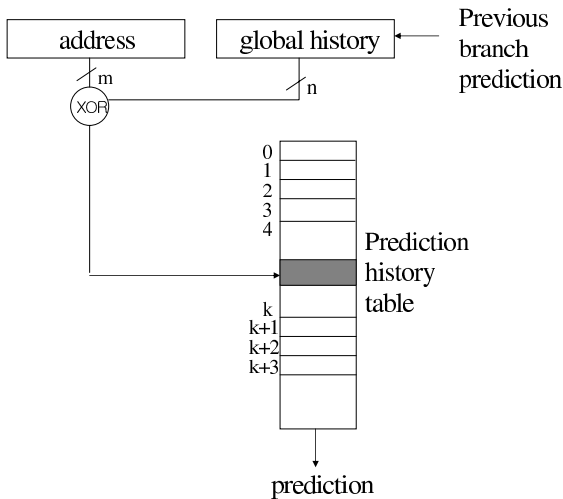 address
global history
Previous
branch
prediction
m
n
XOR
0
1
2
3
4
Prediction
history
table
k
k+1
k+2
k+3
prediction